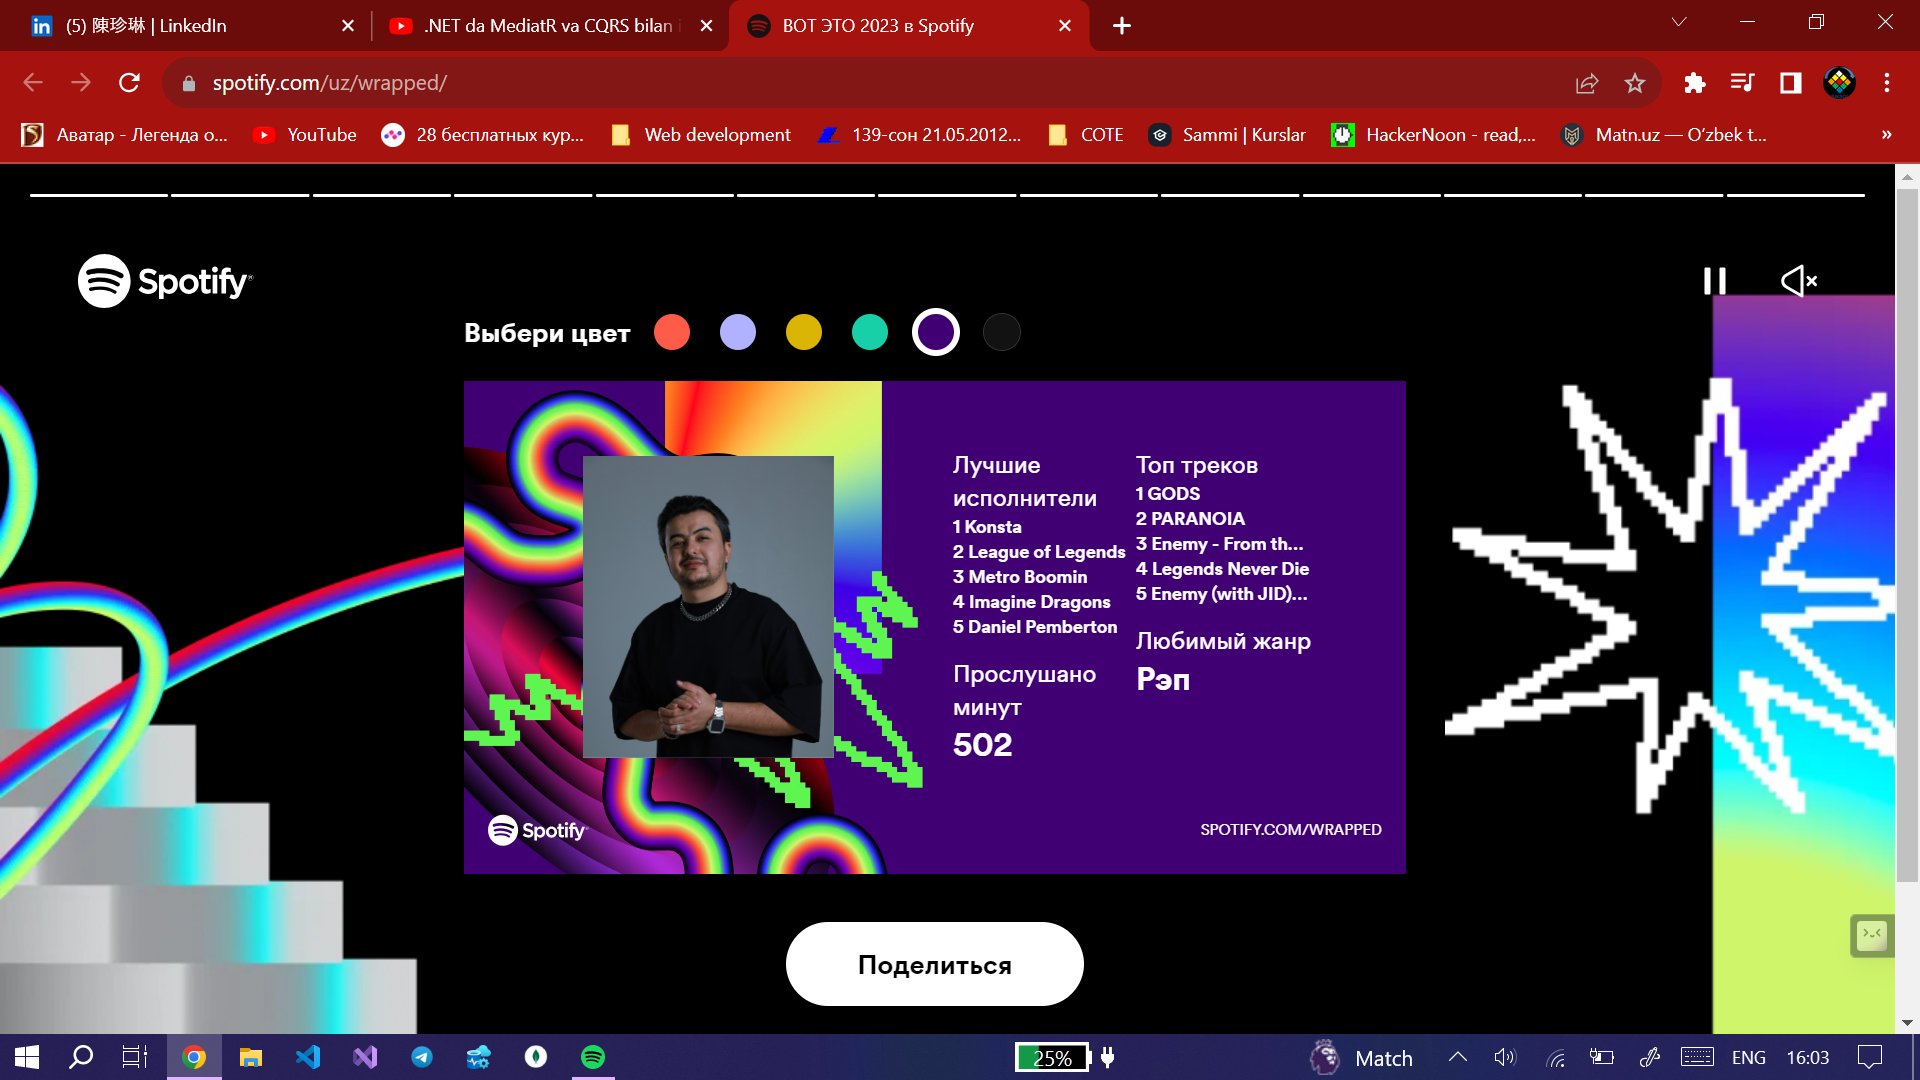 (5) 陳珍琳 | LinkedIn
.NET da MediatR va CQRS bilan
ВОТ ЭТО 2023 в Spotify
spotify.com/uz/wrapped/
Аватар - Легенда о...
YouTube
28 бесплатных кур...
Web development
139-сон 21.05.2012...
COTE
Sammi | Kurslar
HackerNoon - read,...
Matn.uz — Oʻzbek t...
»
Spotify
Выбери цвет
Лучшие
исполнители
1 Konsta
2 League of Legends
3 Metro Boomin
4 Imagine Dragons
5 Daniel Pemberton
Прослушано
минут
502
Топ треков
1 GODS
2 PARANOIA
3 Enemy - From th...
4 Legends Never Die
5 Enemy (with JID)...
Любимый жанр
Рэп
Spotify
SPOTIFY.COM/WRAPPED
Поделиться
25%
Match
ENG
16:03